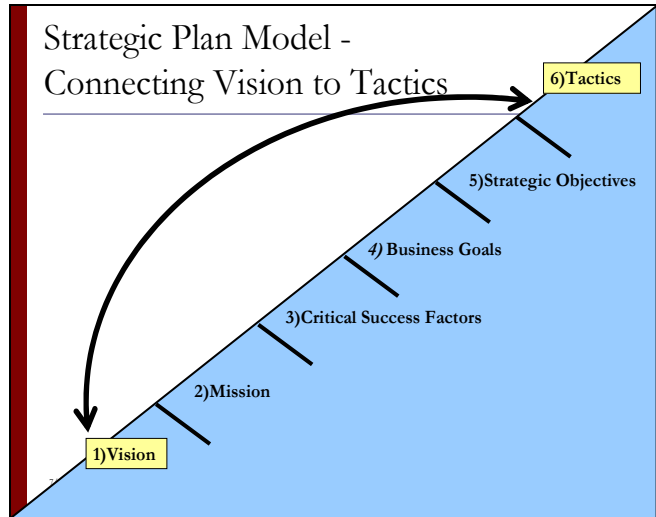 Strategic Plan Model -
Connecting Vision to Tactics
6)Tactics
5)Strategic Objectives
4) Business Goals
3)Critical Success Factors
2)Mission
1)Vision